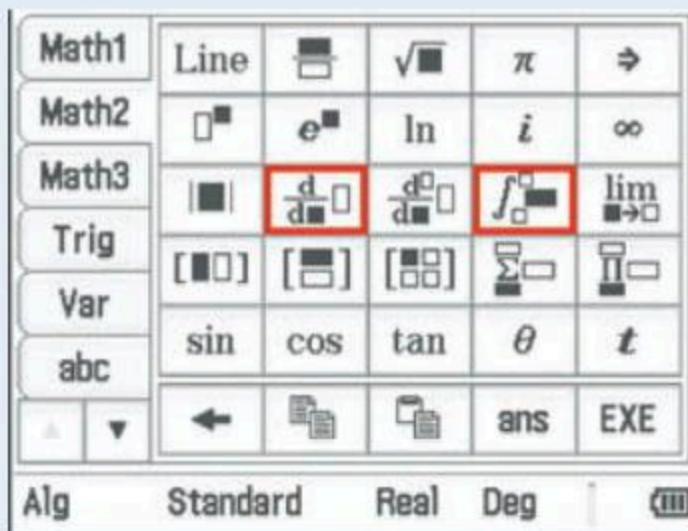 Math1 Line √■ π ⇒
Math2 □^■ e^■ ln i ∞
Math3 |■| d/d■ □ d^□/d■ □ ∫_□^□ ■ lim ■→□
Trig [■□] Σ□ Π□
Var
sin cos tan θ t
abc
← ans EXE
▲ ▼
Alg Standard Real Deg